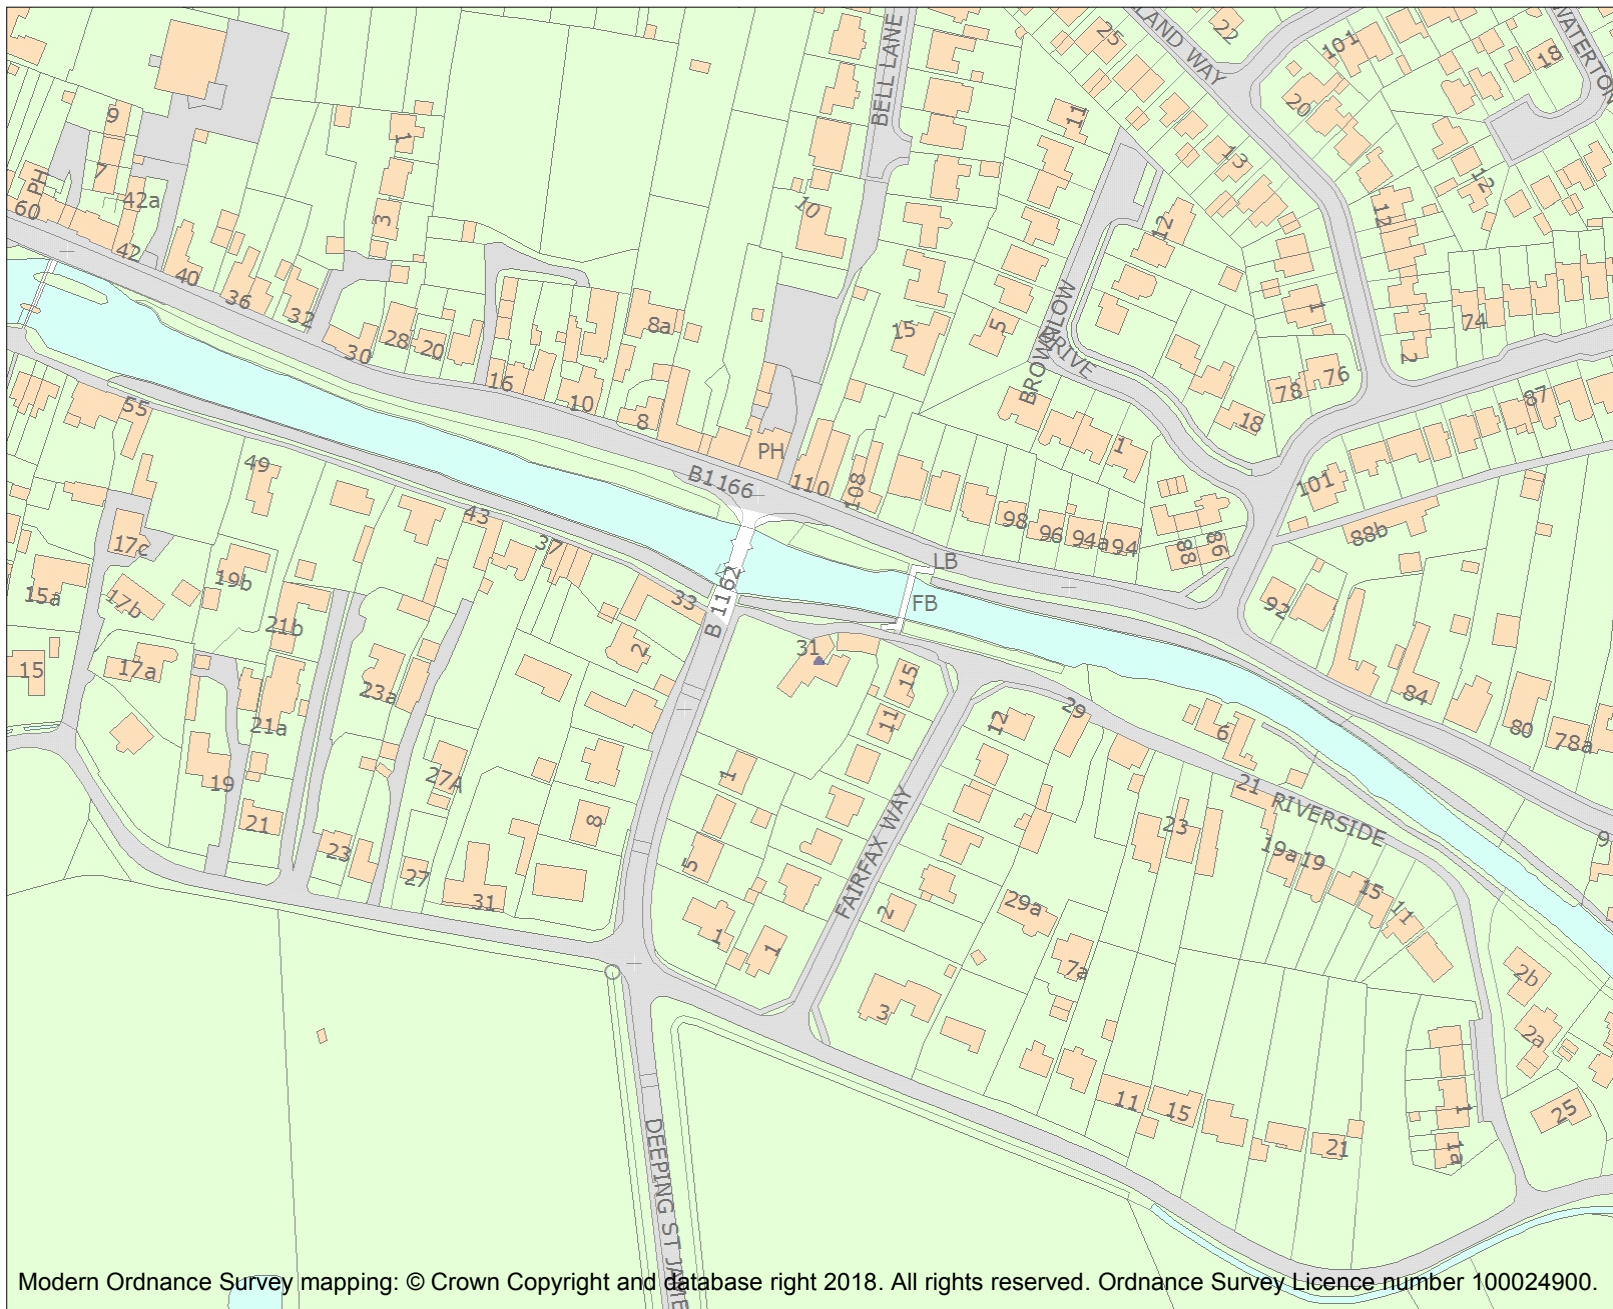 BELL LANE
LAND WAY
25
22
101
18
20
9
7
PH
60
42a
42
1
3
10
11
13
12
12
12
40
36
32
30
28
20
16
10
8a
8
15
5
BROWNLOW
DRIVE
1
2
74
78
76
87
18
1
55
49
43
37
33
PH
B1166
110
108
98
96
94a
94
88
86
101
88b
92
LB
FB
B 1162
17c
15a
17b
19b
21b
15
17a
23a
21a
19
21
23
27A
27
31
2
8
31
15
11
12
29
6
84
80
78a
21
RIVERSIDE
23
19a
19
15
11
FAIRFAX WAY
1
5
1
1
2
3
29a
7a
2b
2a
25
1
1a
11
15
21
DEEPING ST JAME
Modern Ordnance Survey mapping: © Crown Copyright and database right 2018. All rights reserved. Ordnance Survey Licence number 100024900.